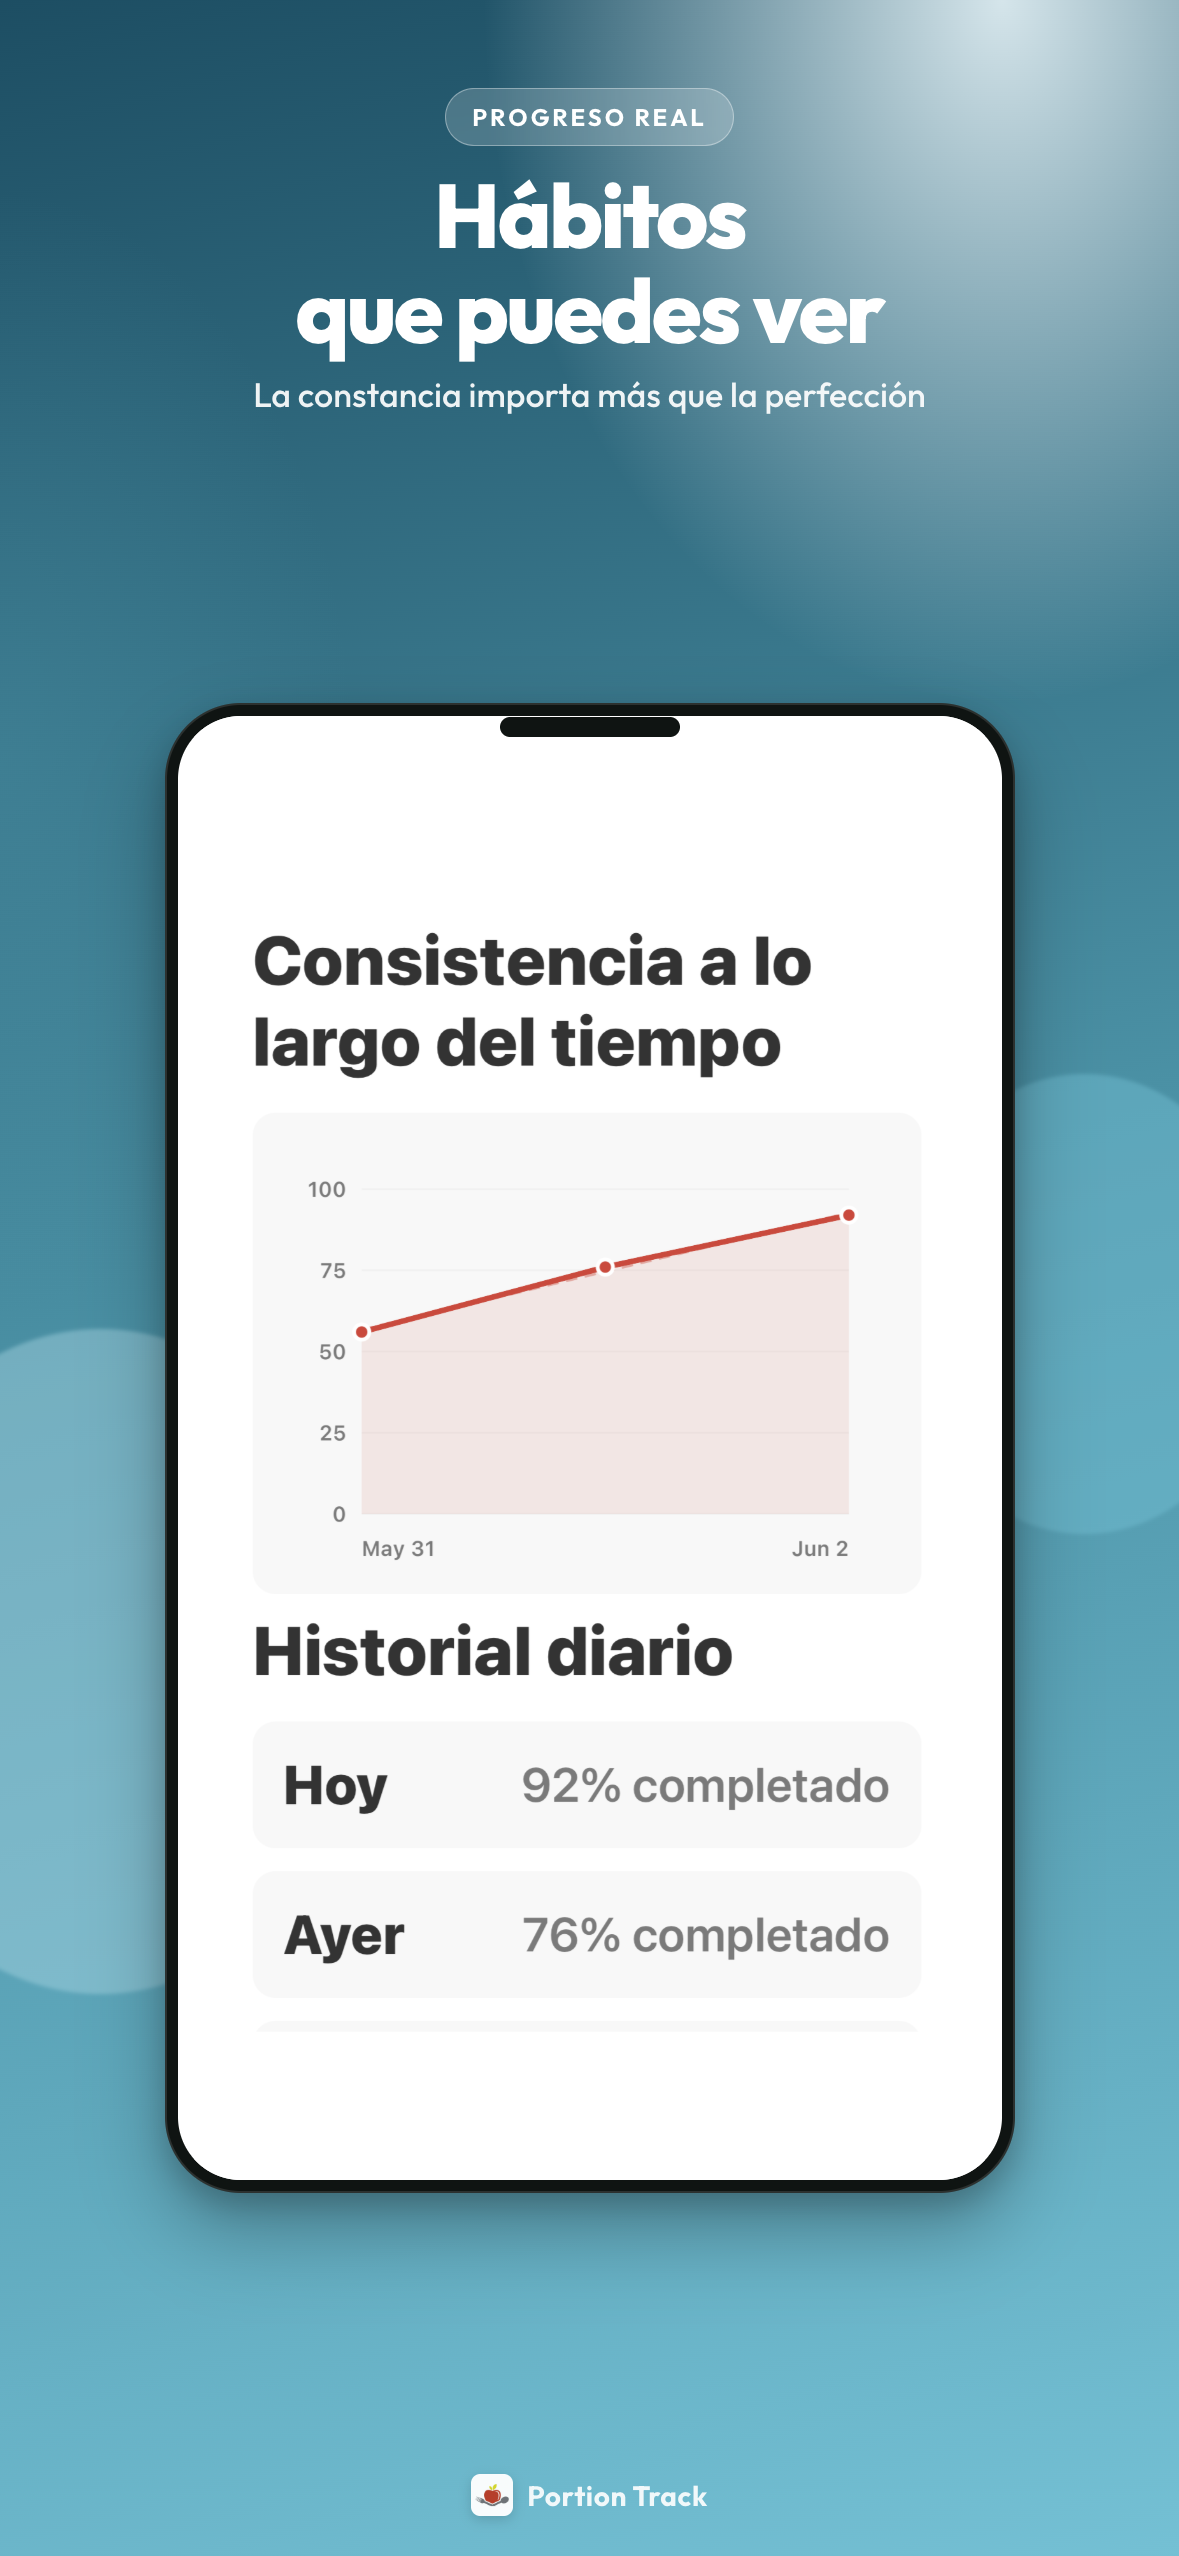 PROGRESO REAL
Hábitos
que puedes ver
La constancia importa más que la perfección
Consistencia a lo
largo del tiempo
100
75
50
25
0
May 31
Jun 2
Historial diario
Hoy
92% completado
Ayer
76% completado
Portion Track